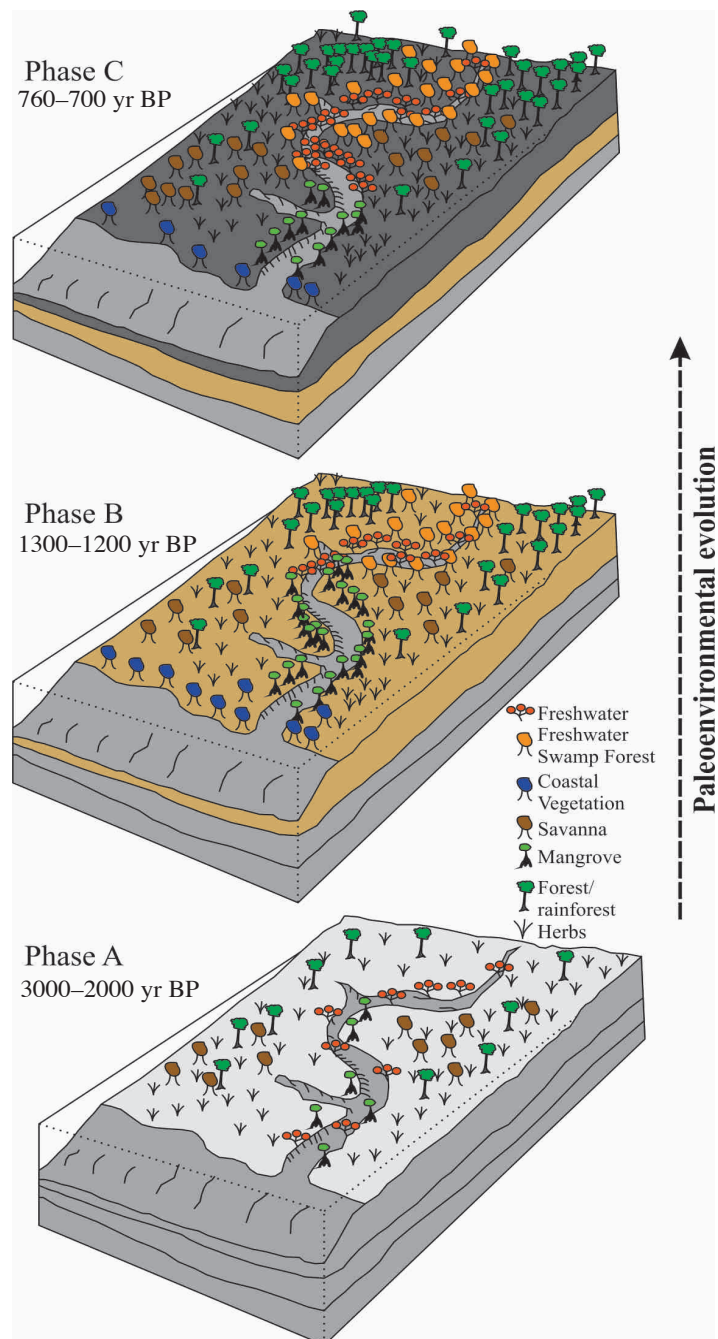 Phase C
760–700 yr BP
Phase B
1300–1200 yr BP
Freshwater
Freshwater
Swamp Forest
Coastal
Vegetation
Savanna
Mangrove
Forest/
rainforest
Herbs
Paleoenvironmental evolution
Phase A
3000–2000 yr BP